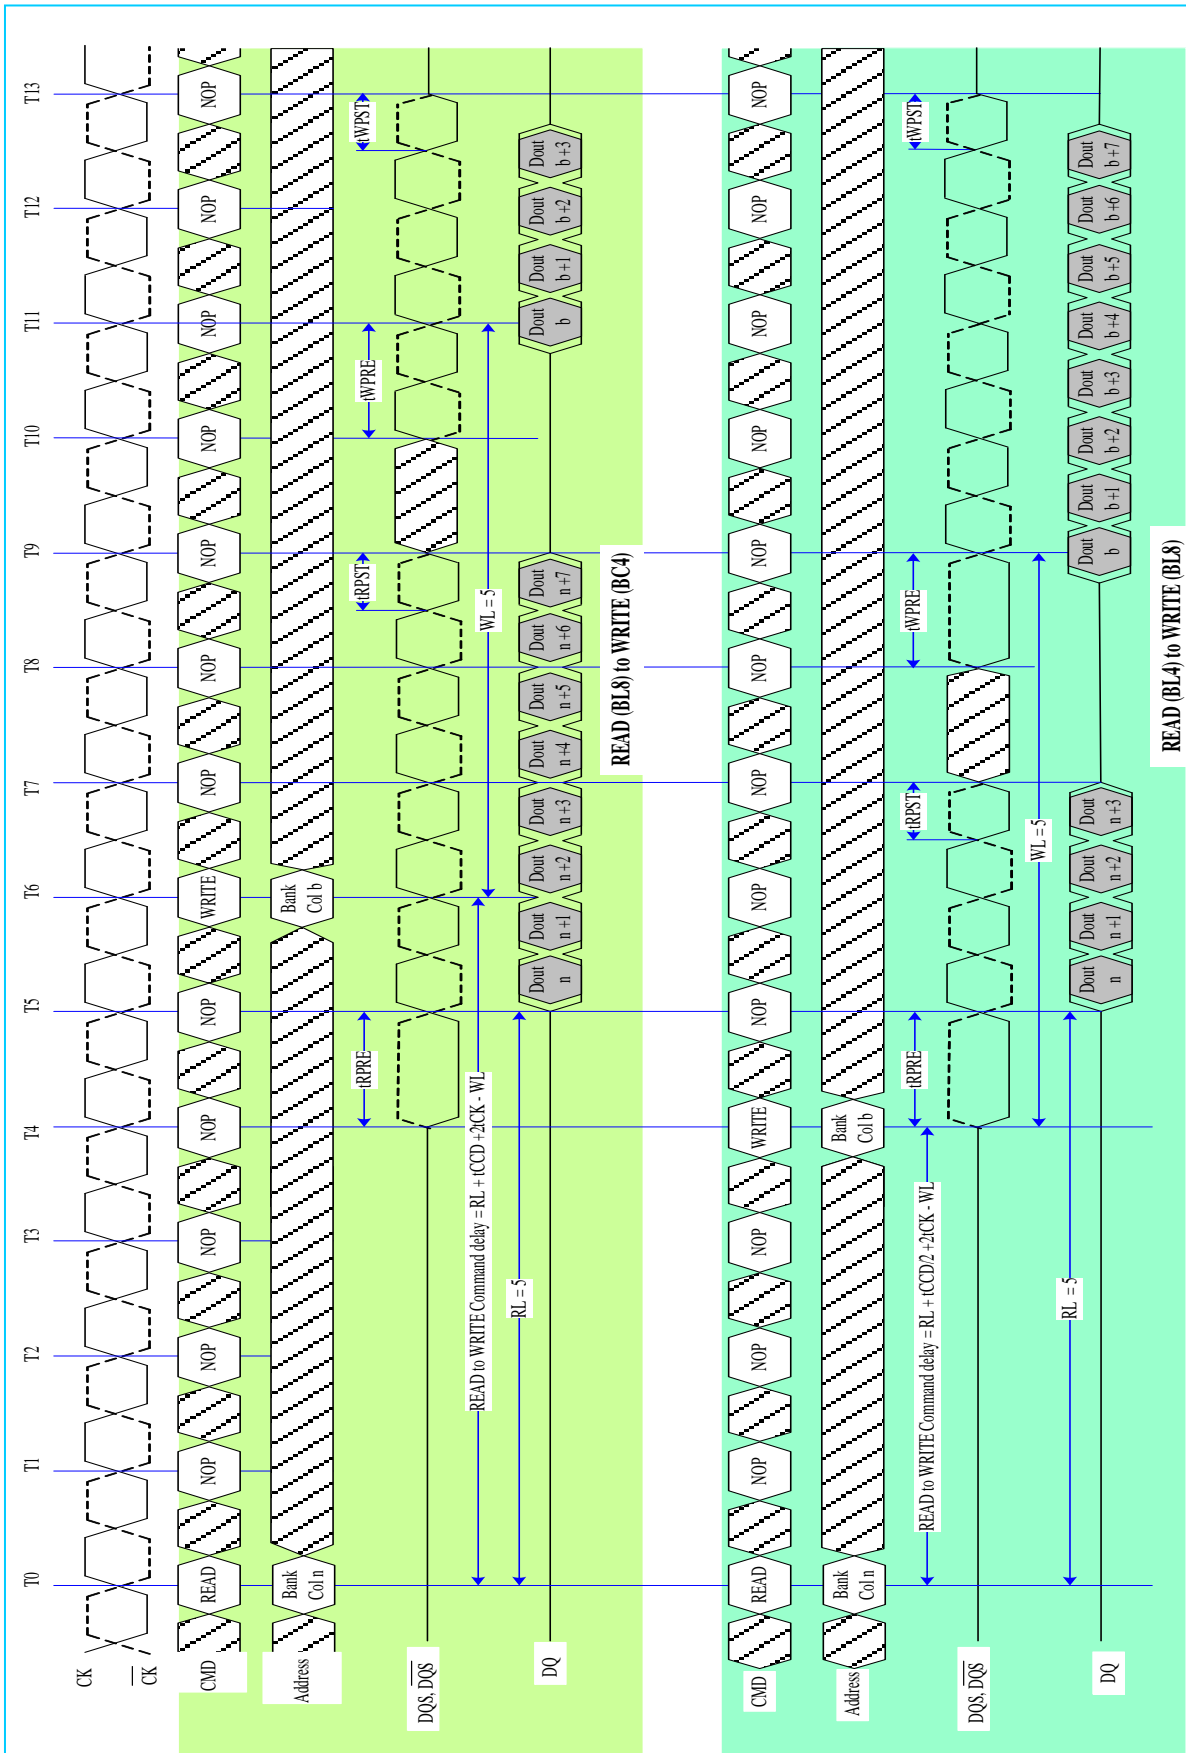 T0 T1 T2 T3 T4 T5 T6 T7 T8 T9 T10 T11 T12 T13
CK
CK
CMD READ NOP NOP NOP NOP NOP WRITE NOP NOP NOP NOP NOP NOP NOP
Address
Bank Bank
Col n Col b
tRPRE tRPST tWPRE tWPST
DQS, DQS
READ to WRITE Command delay = RL + tCCD +2tCK - WL WL = 5
RL = 5
DQ
Dout Dout Dout Dout Dout Dout Dout Dout Dout Dout Dout Dout
n n+1 n+2 n+3 n+4 n+5 n+6 n+7 b b+1 b+2 b+3
READ (BL8) to WRITE (BC4)
CMD READ NOP NOP NOP WRITE NOP NOP NOP NOP NOP NOP NOP NOP NOP
Address
Bank Bank
Col n Col b
tRPRE tRPST tWPRE tWPST
READ to WRITE Command delay = RL + tCCD/2 +2tCK - WL
DQS, DQS
WL = 5
RL = 5
DQ
Dout Dout Dout Dout Dout Dout Dout Dout Dout Dout Dout Dout
n n+1 n+2 n+3 b b+1 b+2 b+3 b+4 b+5 b+6 b+7
READ (BL4) to WRITE (BL8)